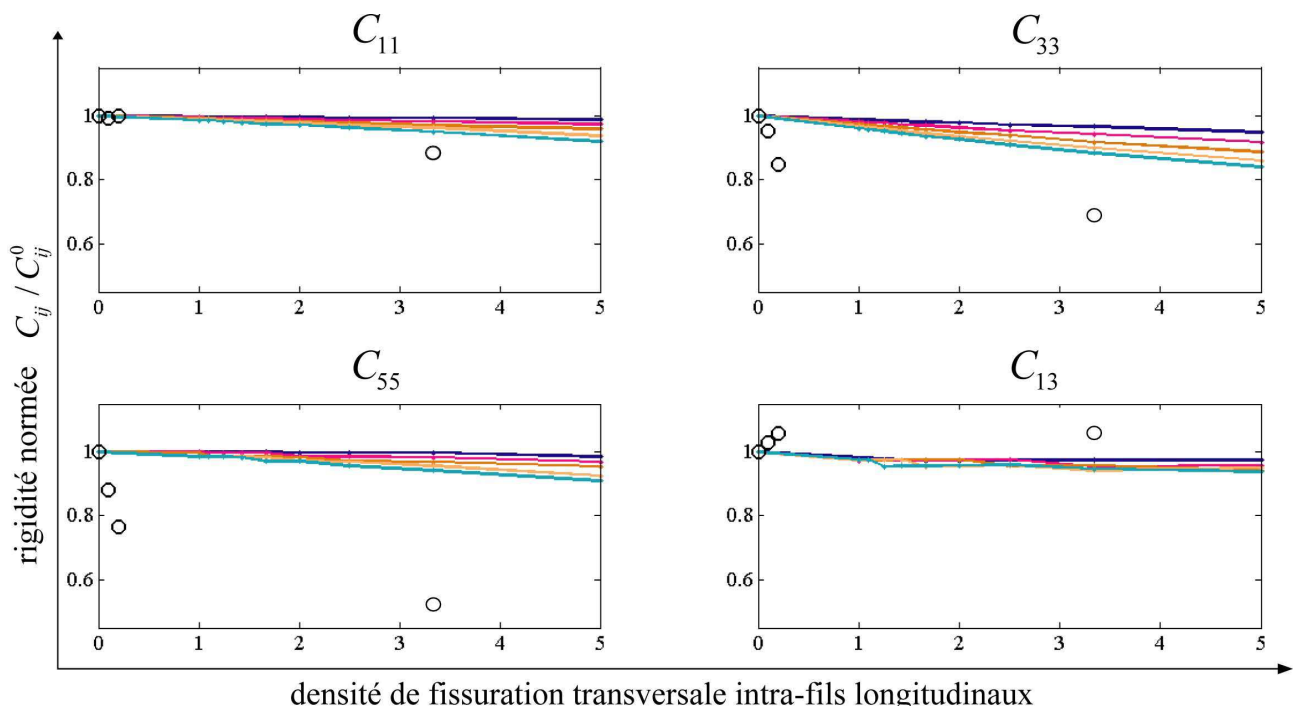 C11
C33
1
0.8
0.6
0 1 2 3 4 5
1
0.8
0.6
0 1 2 3 4 5
C55
C13
1
0.8
0.6
0 1 2 3 4 5
1
0.8
0.6
0 1 2 3 4 5
rigidité normée Cij / C0ij
densité de fissuration transversale intra-fils longitudinaux